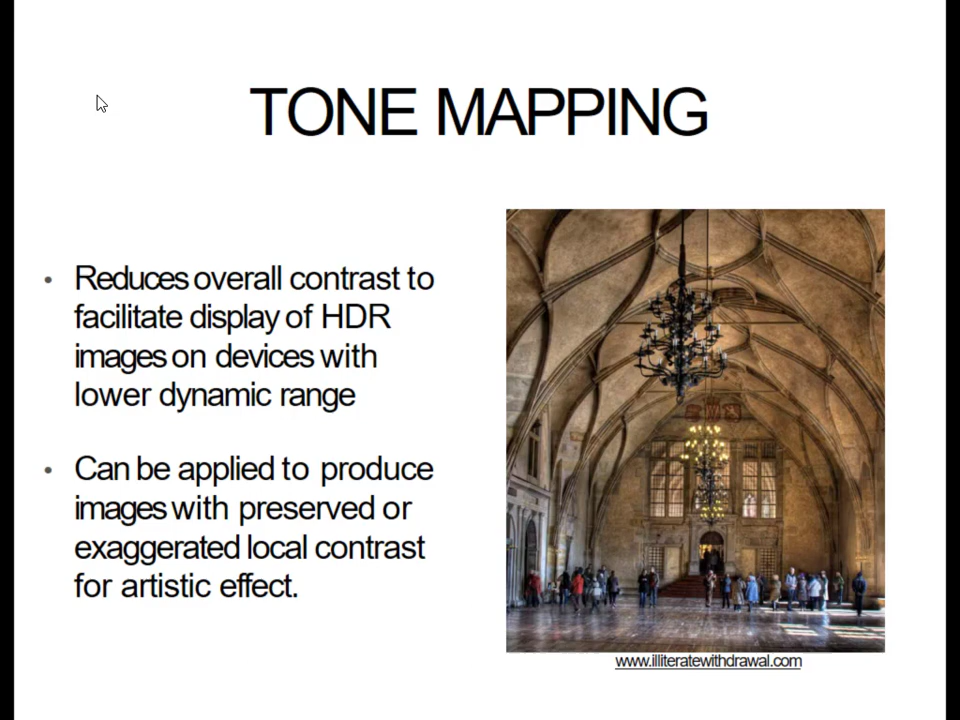 TONE MAPPING
• Reduces overall contrast to
facilitate display of HDR
images on devices with
lower dynamic range
• Can be applied to produce
images with preserved or
exaggerated local contrast
for artistic effect.
www.illiteratewithdrawal.com